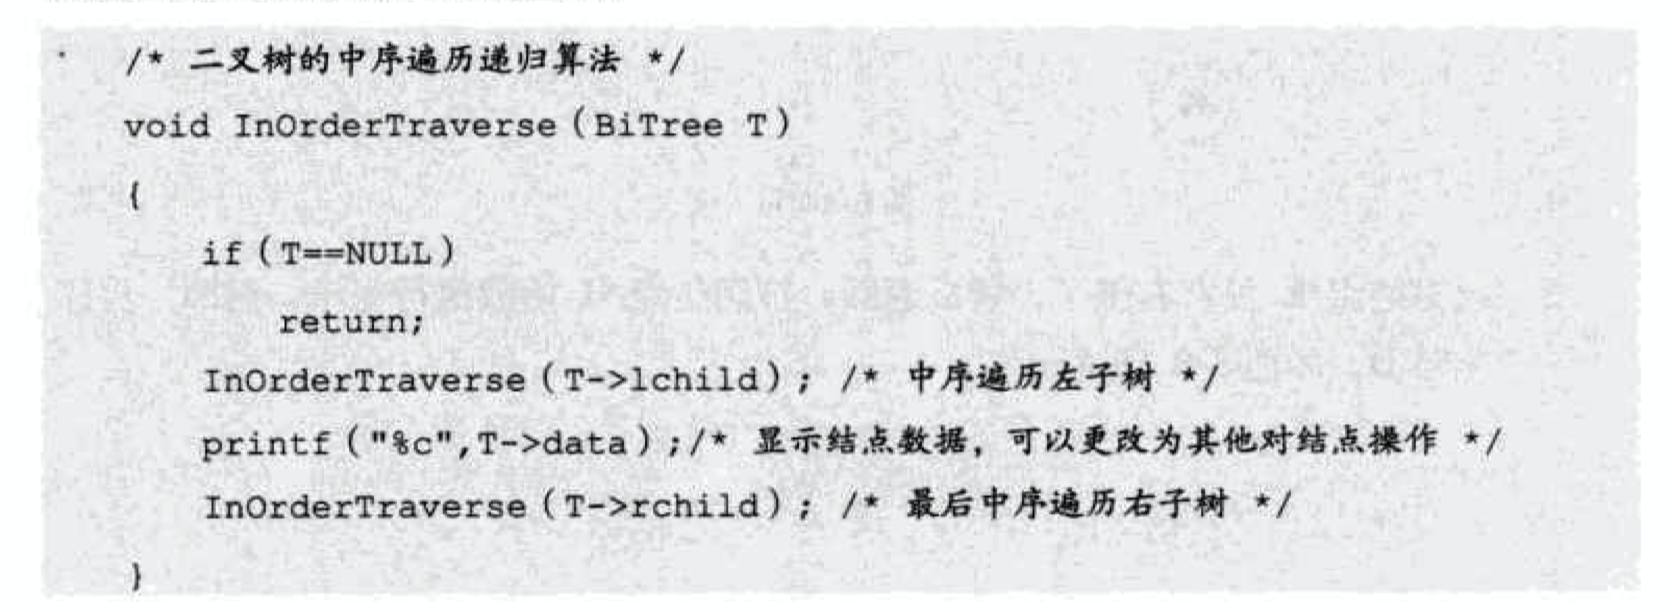 /* 二叉树的中序遍历递归算法 */
void InOrderTraverse ( BiTree T )
{
if ( T==NULL )
return;
InOrderTraverse ( T->lchild ) ; /* 中序遍历左子树 */
printf ( "%c",T->data ) ;/* 显示结点数据，可以更改为其他对结点操作 */
InOrderTraverse ( T->rchild ) ; /* 最后中序遍历右子树 */
}